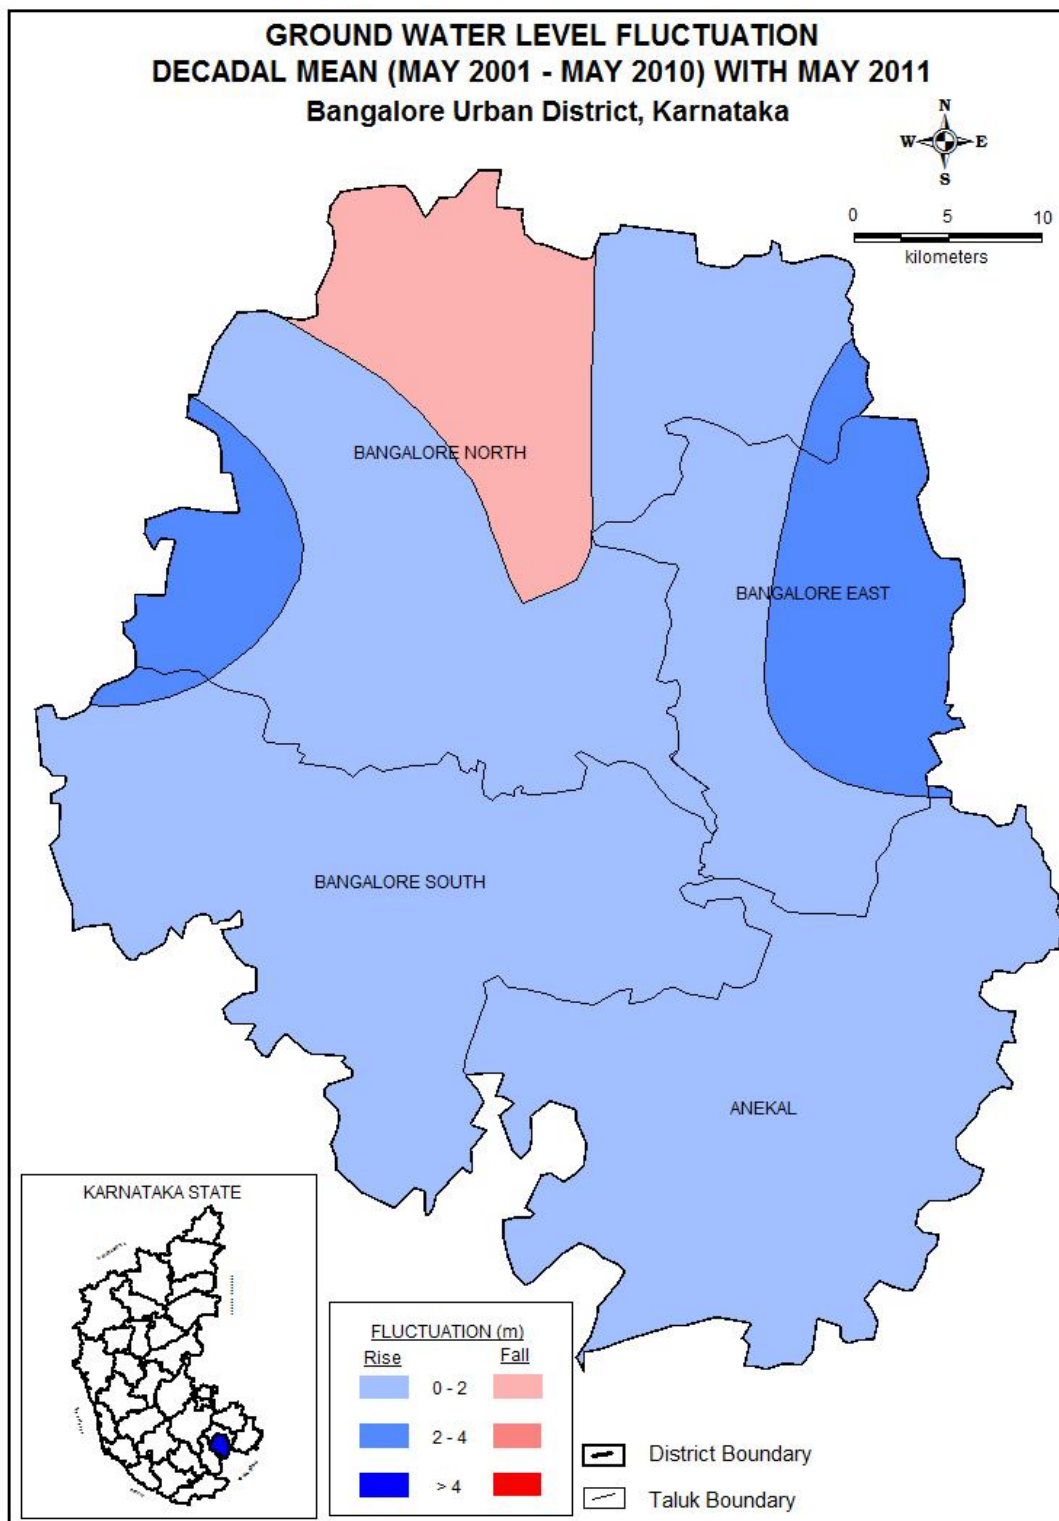 GROUND WATER LEVEL FLUCTUATION
DECADAL MEAN (MAY 2001 - MAY 2010) WITH MAY 2011
Bangalore Urban District, Karnataka
N
W E
S
0 5 10
kilometers
BANGALORE NORTH
BANGALORE EAST
BANGALORE SOUTH
ANEKAL
KARNATAKA STATE
FLUCTUATION (m)
Rise Fall
0 - 2
2 - 4
> 4
District Boundary
Taluk Boundary